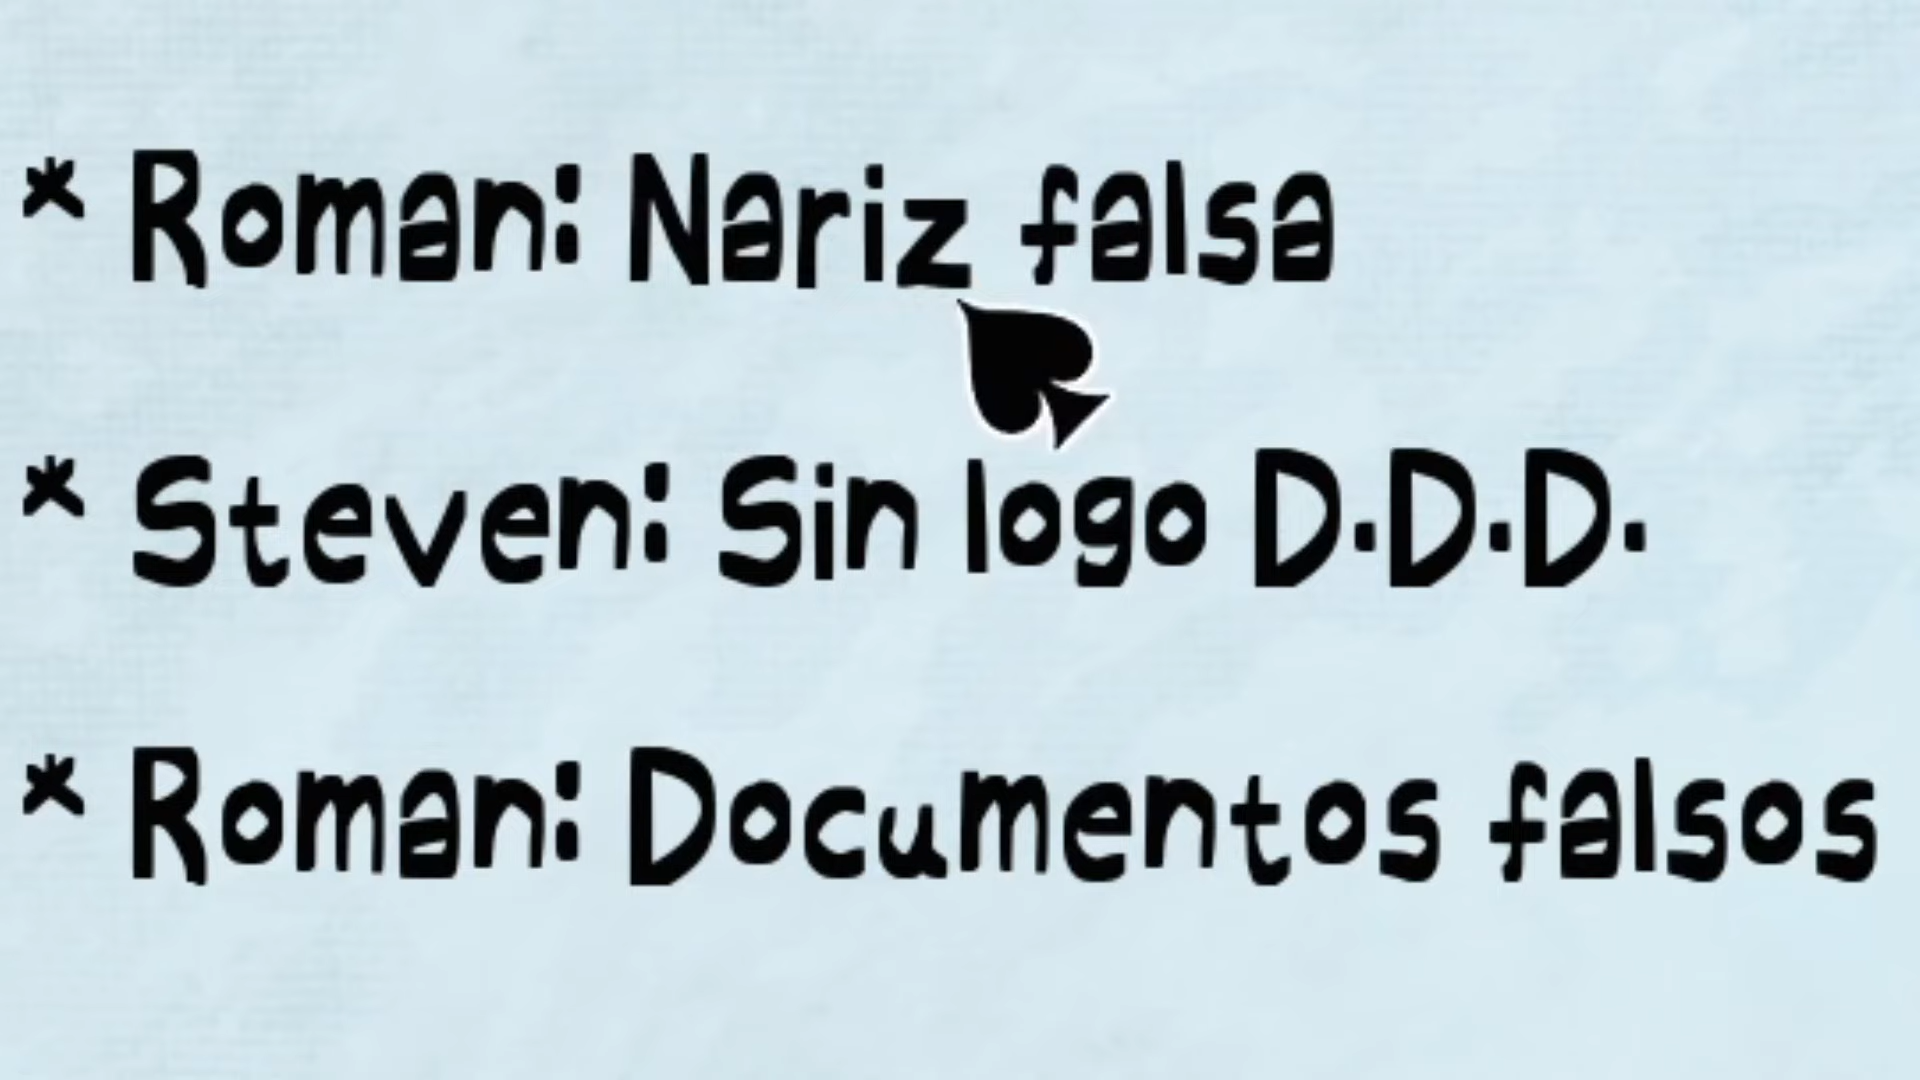 * Roman: Nariz falsa
* Steven: Sin logo D.D.D.
* Roman: Documentos falsos